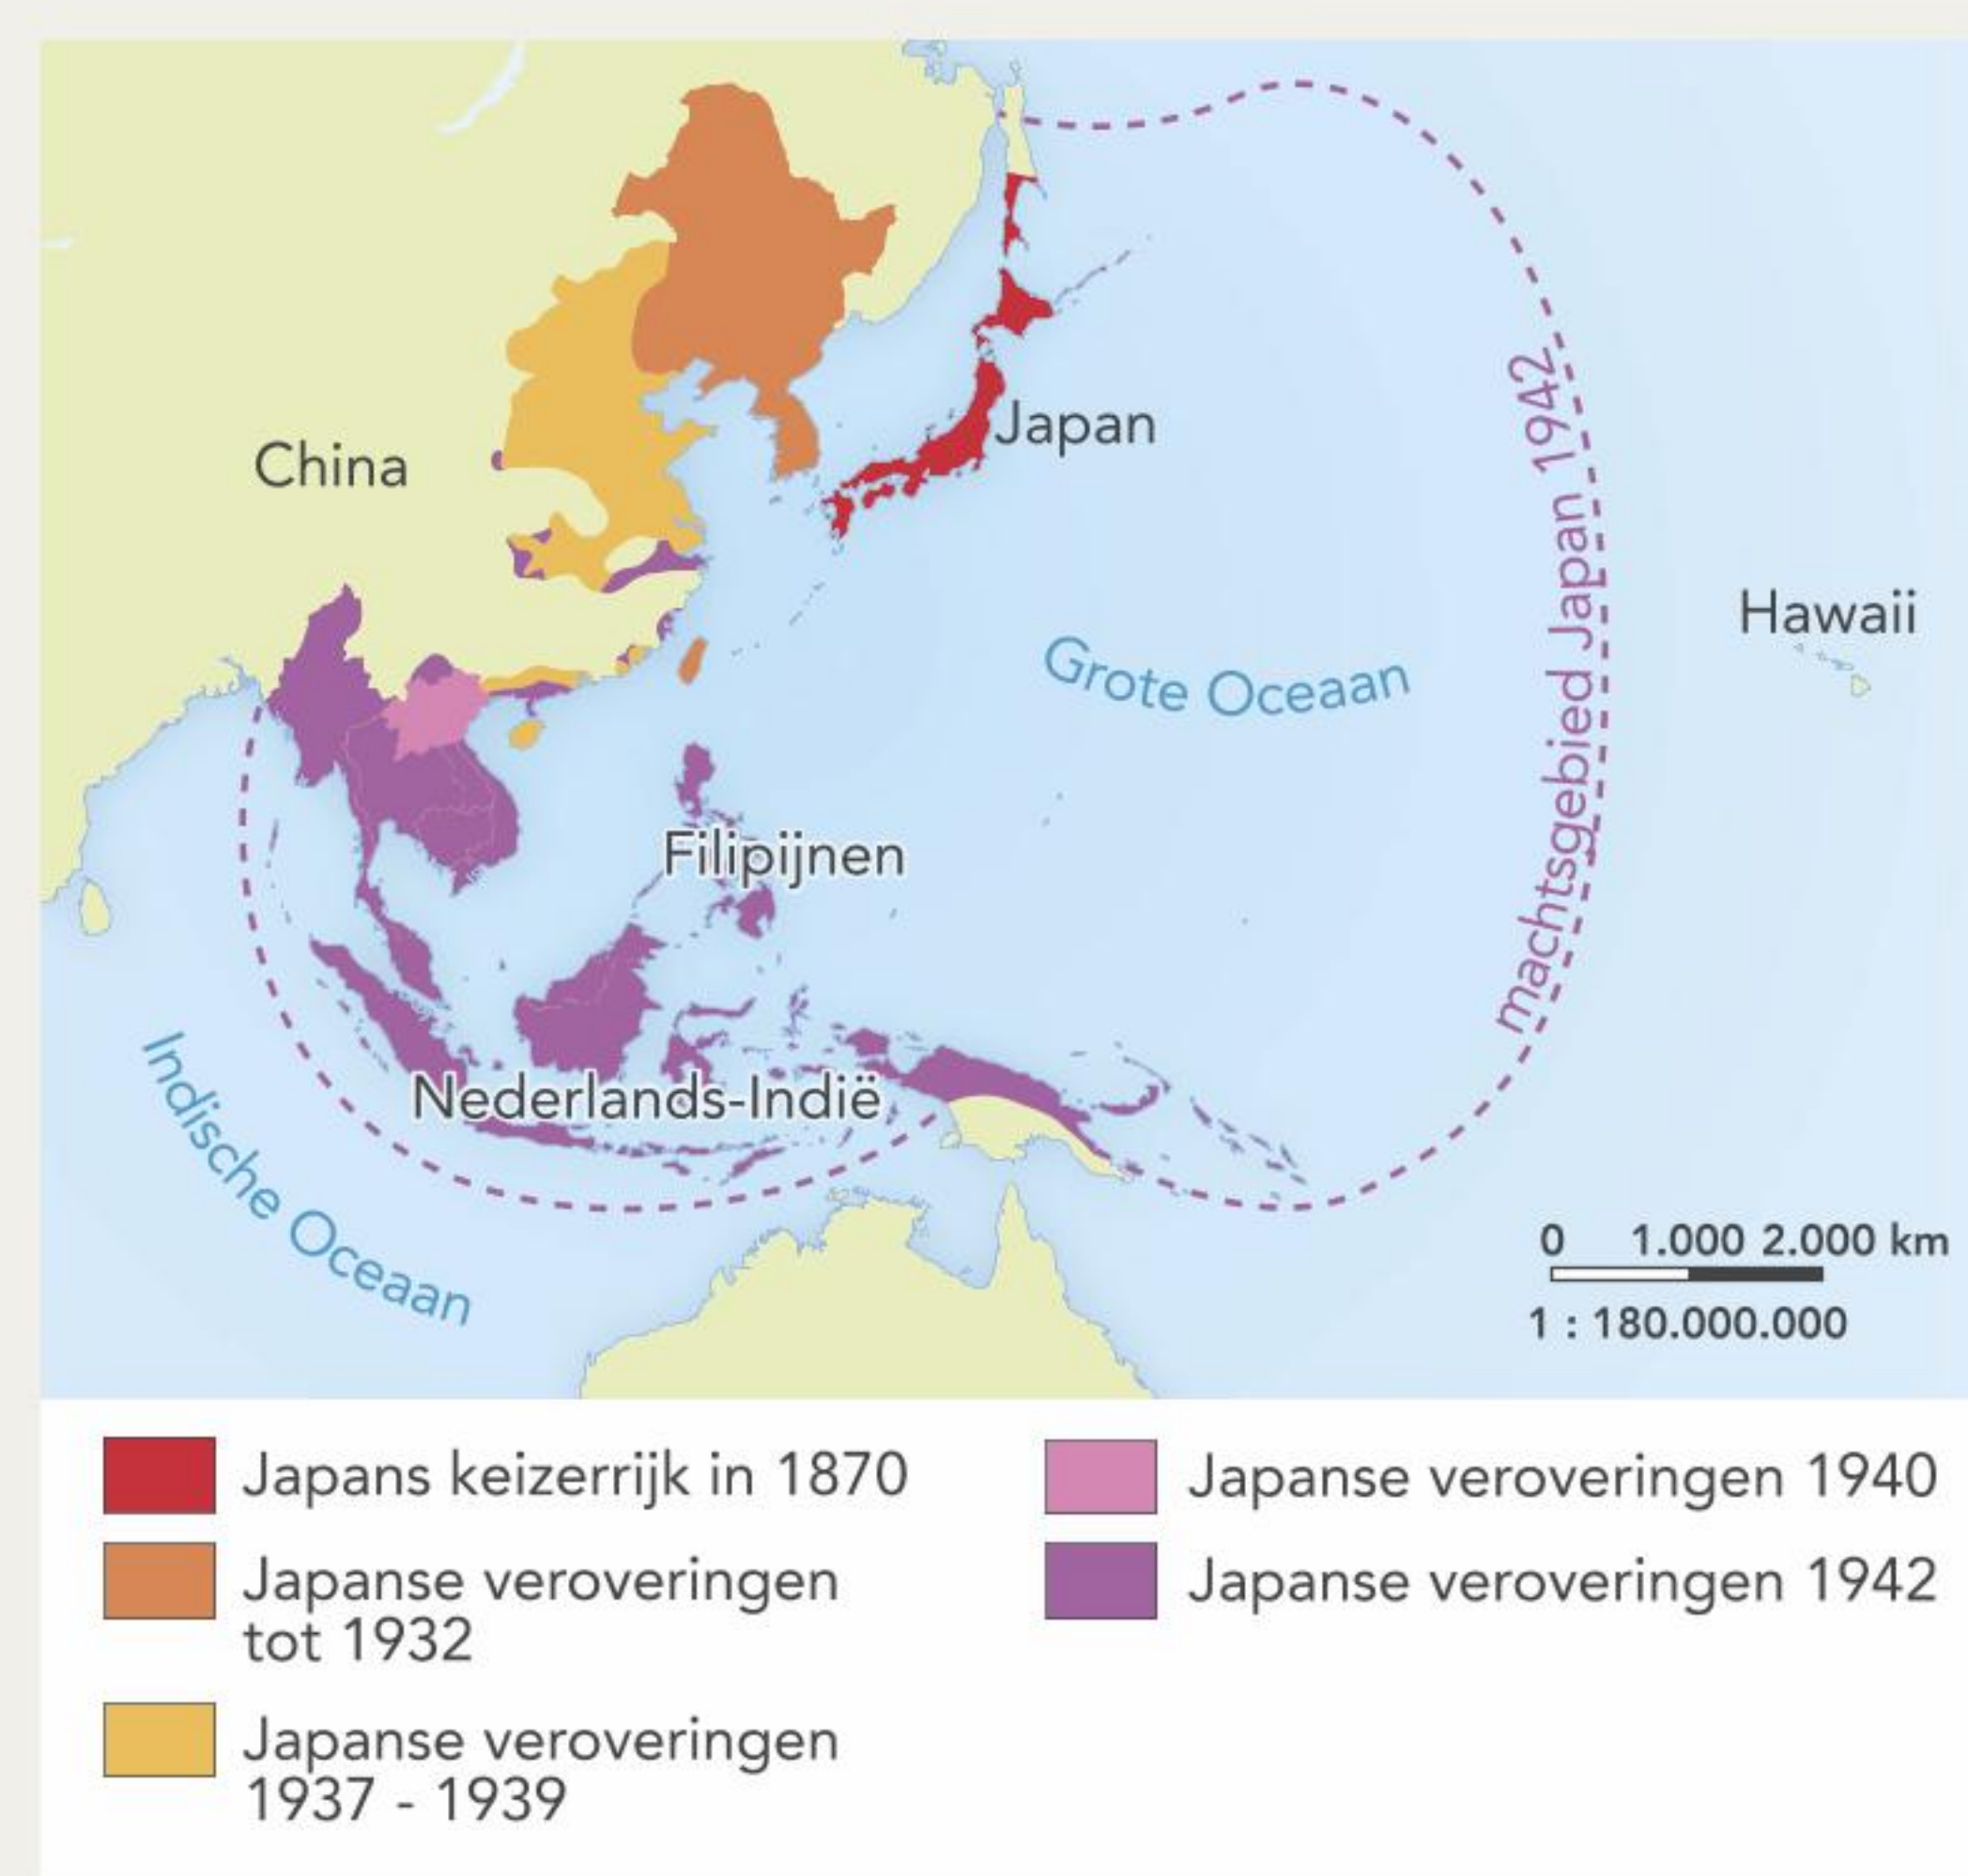 China
Japan
Hawaii
Grote Oceaan
machtsgebied Japan 1942
Filipijnen
Nederlands-Indië
Indische Oceaan
0 1.000 2.000 km
1 : 180.000.000
Japans keizerrijk in 1870
Japanse veroveringen
tot 1932
Japanse veroveringen
1937 - 1939
Japanse veroveringen 1940
Japanse veroveringen 1942